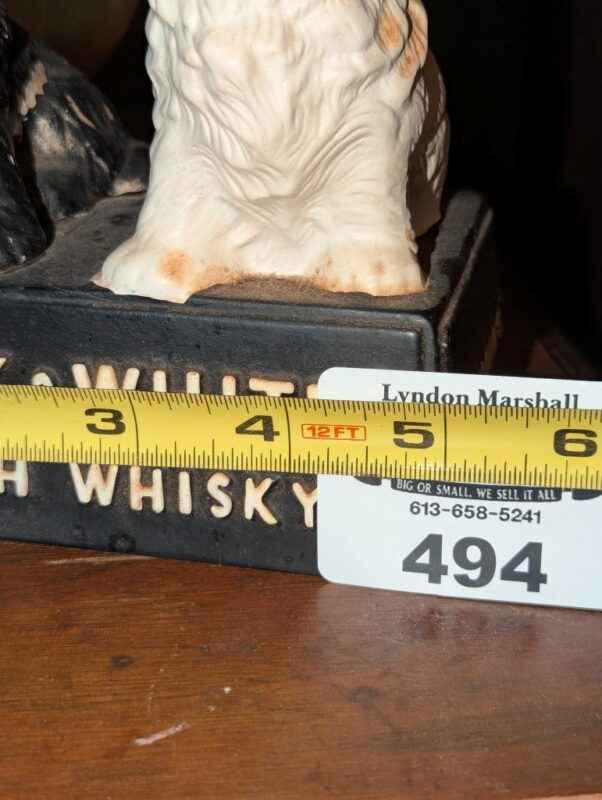 WHITE
Lyndon Marshall
3 4 12FT 5 6
H WHISKY
BIG OR SMALL, WE SELL IT ALL
613-658-5241
494